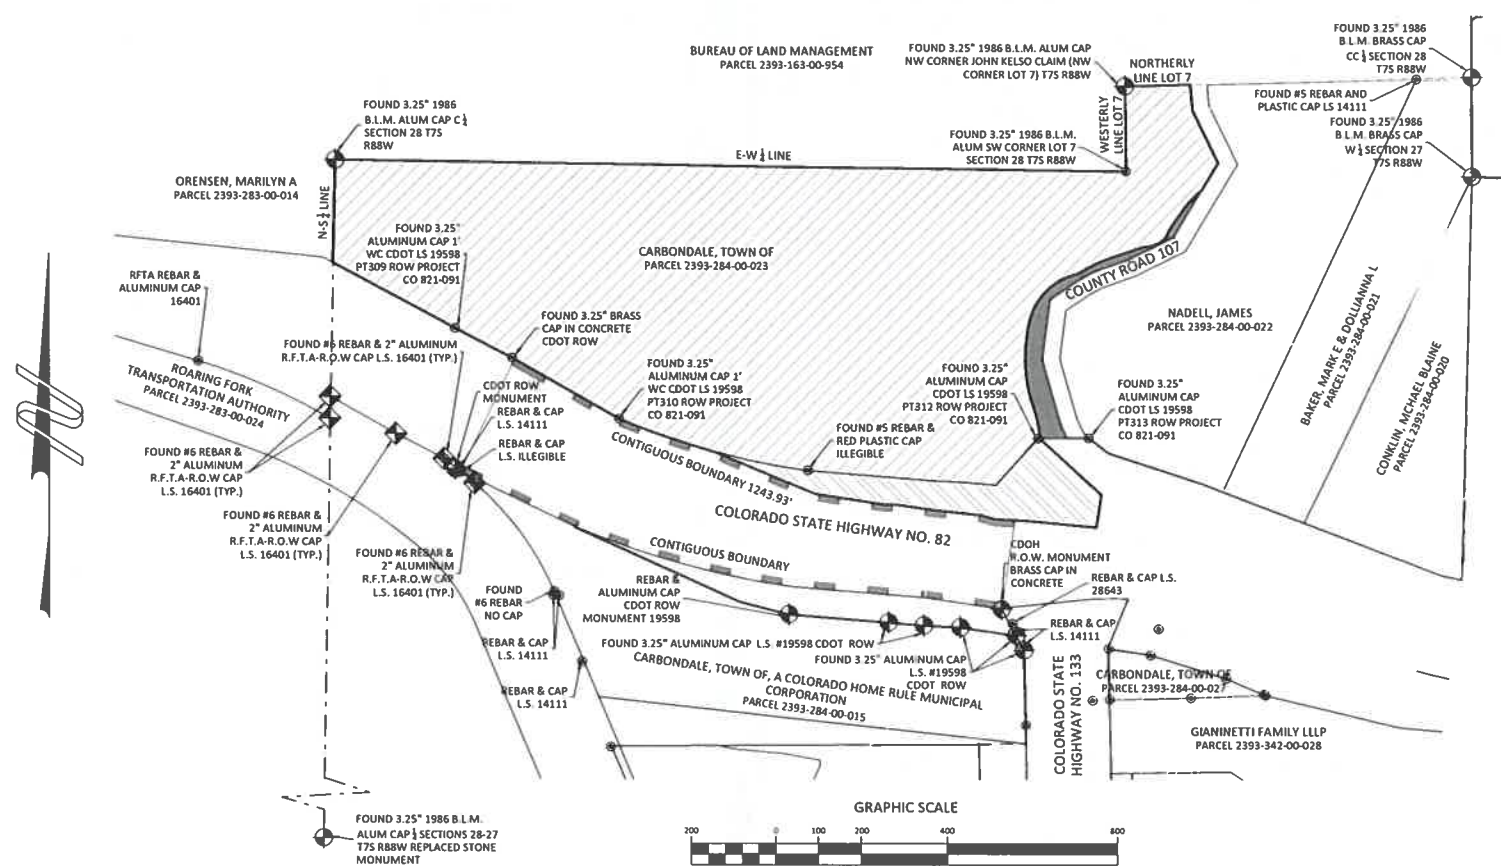 BUREAU OF LAND MANAGEMENT
PARCEL 2393-163-00-954
FOUND 3.25" 1986 B.L.M. ALUM CAP
NW CORNER JOHN KELSO CLAIM (NW
CORNER LOT 7) T7S R88W
NORTHERLY
LINE LOT 7
FOUND 3.25" 1986
B.L.M. BRASS CAP
CC ¼ SECTION 28
T7S R88W
FOUND #5 REBAR AND
PLASTIC CAP LS 14111
FOUND 3.25" 1986
B.L.M. BRASS CAP
W ¼ SECTION 27
T7S R88W
FOUND 3.25" 1986
B.L.M. ALUM CAP C ¼
SECTION 28 T7S
R88W
E-W ¼ LINE
FOUND 3.25" 1986 B.L.M.
ALUM SW CORNER LOT 7
SECTION 28 T7S R88W
WESTERLY
LINE LOT 7
ORENSEN, MARILYN A
PARCEL 2393-283-00-014
N-S ¼ LINE
FOUND 3.25"
ALUMINUM CAP 1'
WC CDOT LS 19598
PT309 ROW PROJECT
CO 821-091
CARBONDALE, TOWN OF
PARCEL 2393-284-00-023
COUNTY ROAD 107
NADELL, JAMES
PARCEL 2393-284-00-022
BAKER, MARK E & DOLLIANNA L
PARCEL 2393-284-00-021
CONKLIN, MICHAEL BLAINE
PARCEL 2393-284-00-020
RFTA REBAR &
ALUMINUM CAP
16401
FOUND 3.25" BRASS
CAP IN CONCRETE
CDOT ROW
FOUND #6 REBAR & 2" ALUMINUM
R.F.T.A-R.O.W CAP L.S. 16401 (TYP.)
ROARING FORK
TRANSPORTATION AUTHORITY
PARCEL 2393-283-00-024
CDOT ROW
MONUMENT
REBAR & CAP
L.S. 14111
REBAR & CAP
L.S. ILLEGIBLE
FOUND 3.25"
ALUMINUM CAP 1'
WC CDOT LS 19598
PT310 ROW PROJECT
CO 821-091
FOUND 3.25"
ALUMINUM CAP
CDOT LS 19598
PT312 ROW PROJECT
CO 821-091
FOUND 3.25"
ALUMINUM CAP
CDOT LS 19598
PT313 ROW PROJECT
CO 821-091
FOUND #5 REBAR &
RED PLASTIC CAP
ILLEGIBLE
FOUND #6 REBAR &
2" ALUMINUM
R.F.T.A-R.O.W CAP
L.S. 16401 (TYP.)
CONTIGUOUS BOUNDARY 1243.93'
COLORADO STATE HIGHWAY NO. 82
FOUND #6 REBAR &
2" ALUMINUM
R.F.T.A-R.O.W CAP
L.S. 16401 (TYP.)
CONTIGUOUS BOUNDARY
FOUND #6 REBAR &
2" ALUMINUM
R.F.T.A-R.O.W CAP
L.S. 16401 (TYP.)
CDOH
R.O.W. MONUMENT
BRASS CAP IN
CONCRETE
REBAR & CAP L.S.
28643
REBAR &
ALUMINUM CAP
CDOT ROW
MONUMENT 19598
FOUND
#6 REBAR
NO CAP
REBAR & CAP
L.S. 14111
REBAR & CAP
L.S. 14111
REBAR & CAP
L.S. 14111
FOUND 3.25" ALUMINUM CAP L.S. #19598 CDOT ROW
FOUND 3.25" ALUMINUM CAP
L.S. #19598
CDOT ROW
CARBONDALE, TOWN OF, A COLORADO HOME RULE MUNICIPAL
CORPORATION
PARCEL 2393-284-00-015
COLORADO STATE
HIGHWAY NO. 133
CARBONDALE, TOWN OF
PARCEL 2393-284-00-027
GIANINETTI FAMILY LLLP
PARCEL 2393-342-00-028
FOUND 3.25" 1986 B.L.M.
ALUM CAP ¼ SECTIONS 28-27
T7S R88W REPLACED STONE
MONUMENT
GRAPHIC SCALE
200 0 100 200 400 800